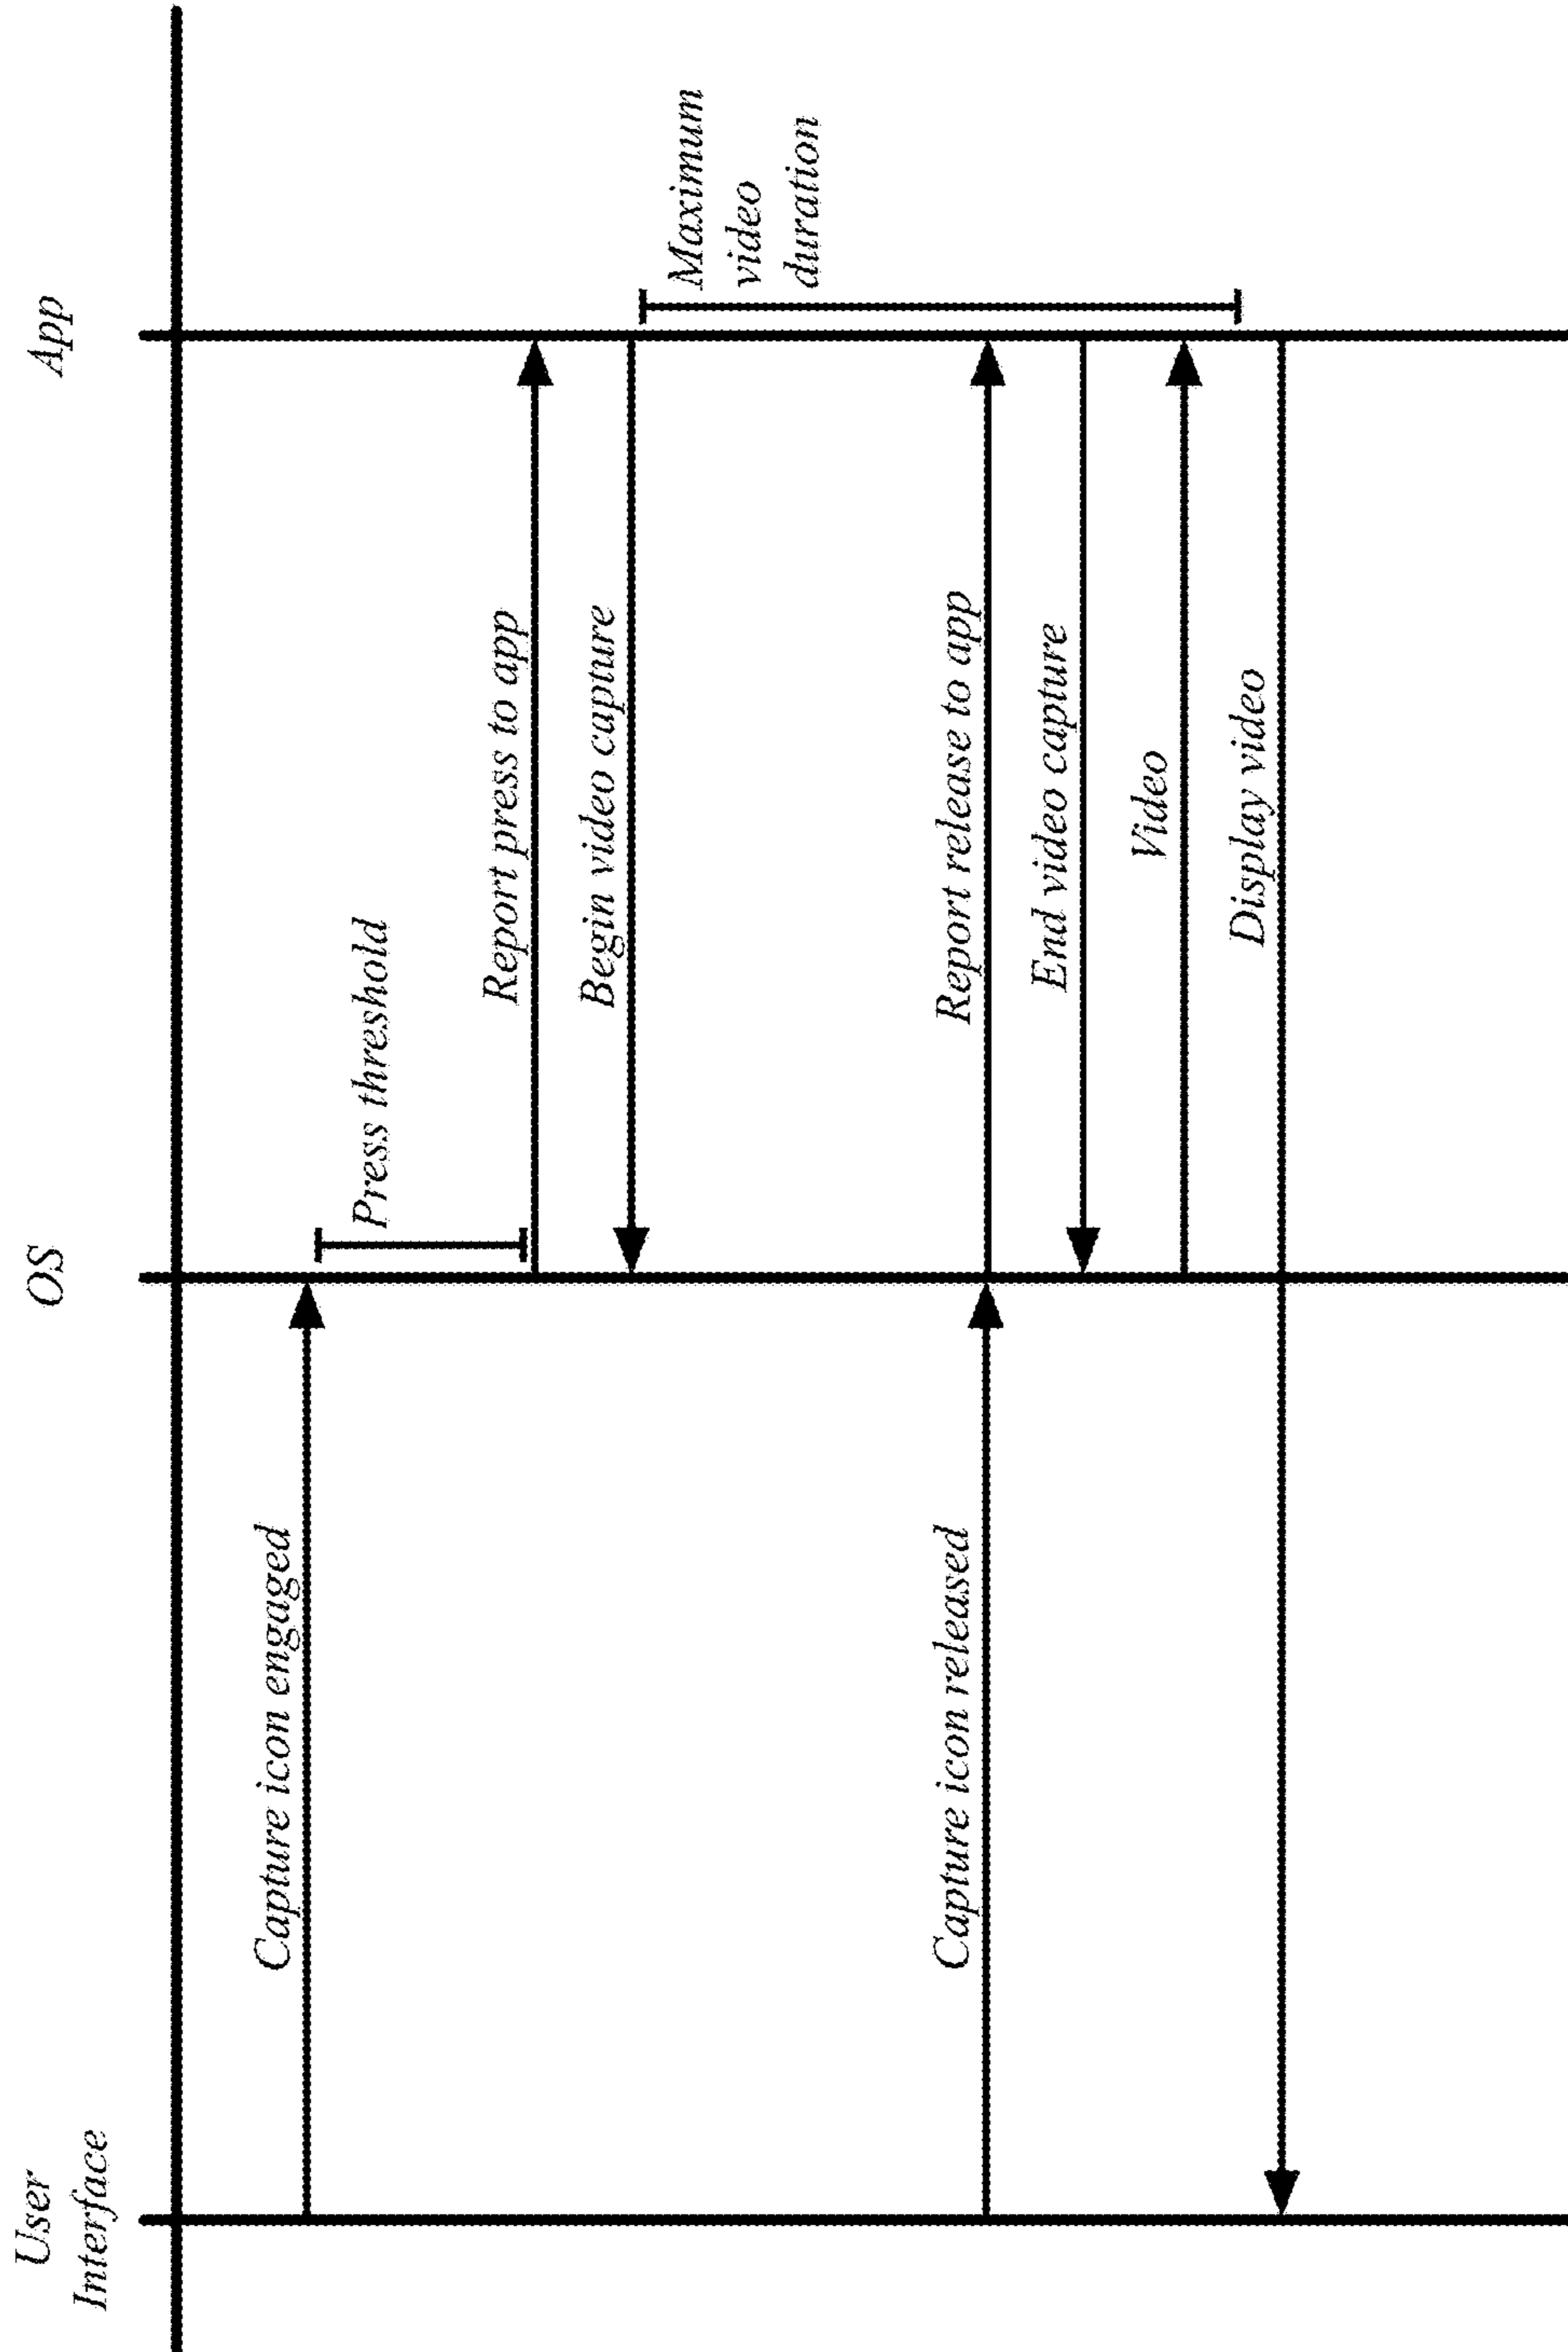 User
Interface
OS
App
Capture icon engaged
Press threshold
Report press to app
Begin video capture
Maximum
video
duration
Capture icon released
Report release to app
End video capture
Video
Display video